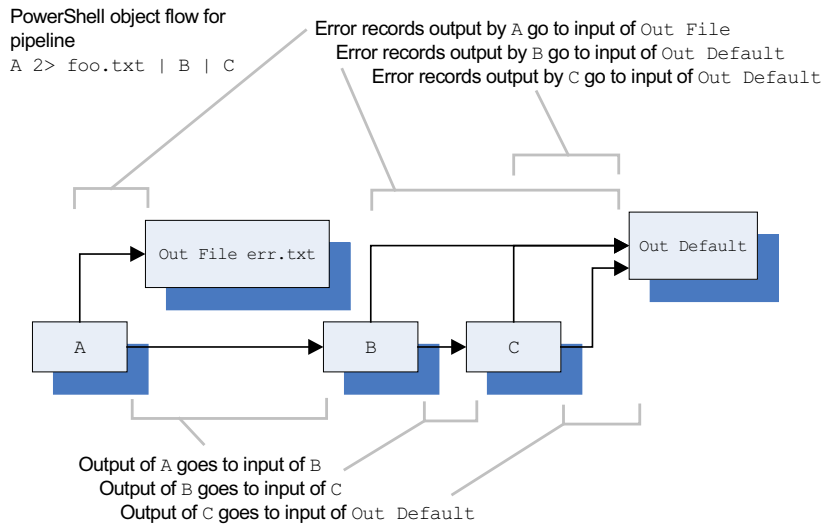 PowerShell object flow for
pipeline
A 2> foo.txt | B | C
Error records output by A go to input of Out File
Error records output by B go to input of Out Default
Error records output by C go to input of Out Default
Out File err.txt
Out Default
A
B
C
Output of A goes to input of B
Output of B goes to input of C
Output of C goes to input of Out Default